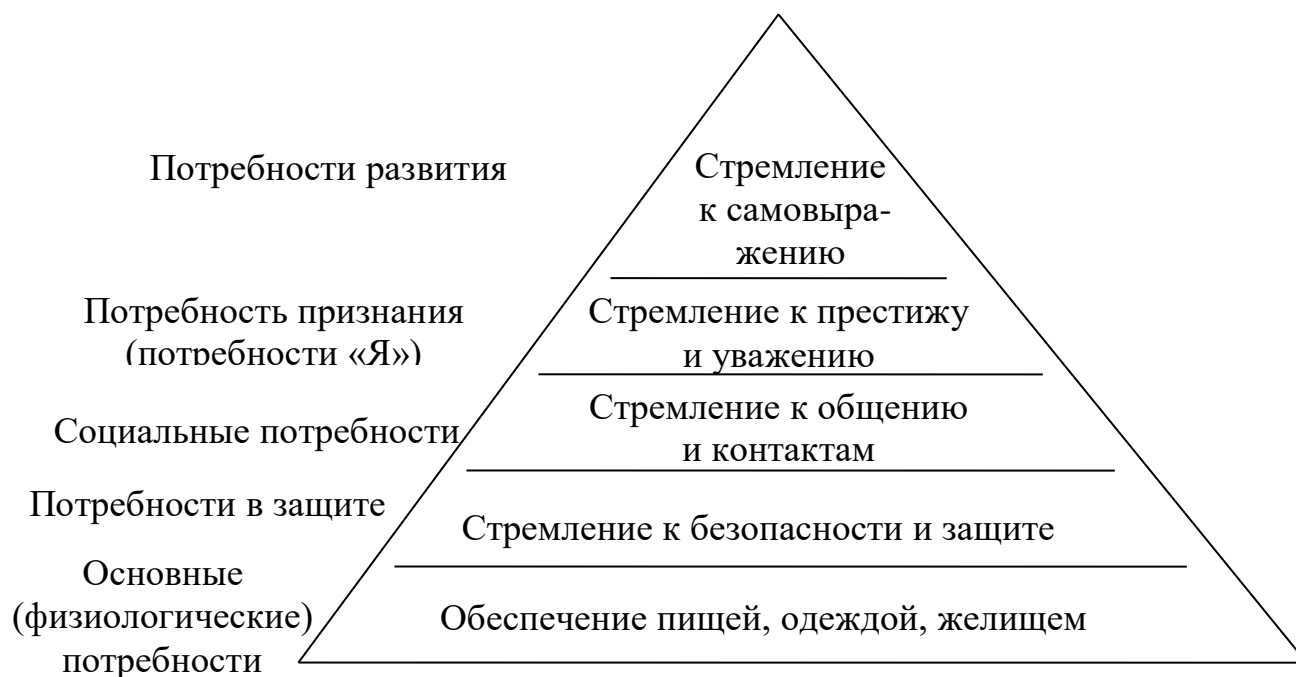 Потребности развития
Стремление
к самовыра-
жению
Потребность признания
(потребности «Я»)
Стремление к престижу
и уважению
Социальные потребности
Стремление к общению
и контактам
Потребности в защите
Стремление к безопасности и защите
Основные
(физиологические)
потребности
Обеспечение пищей, одеждой, желищем